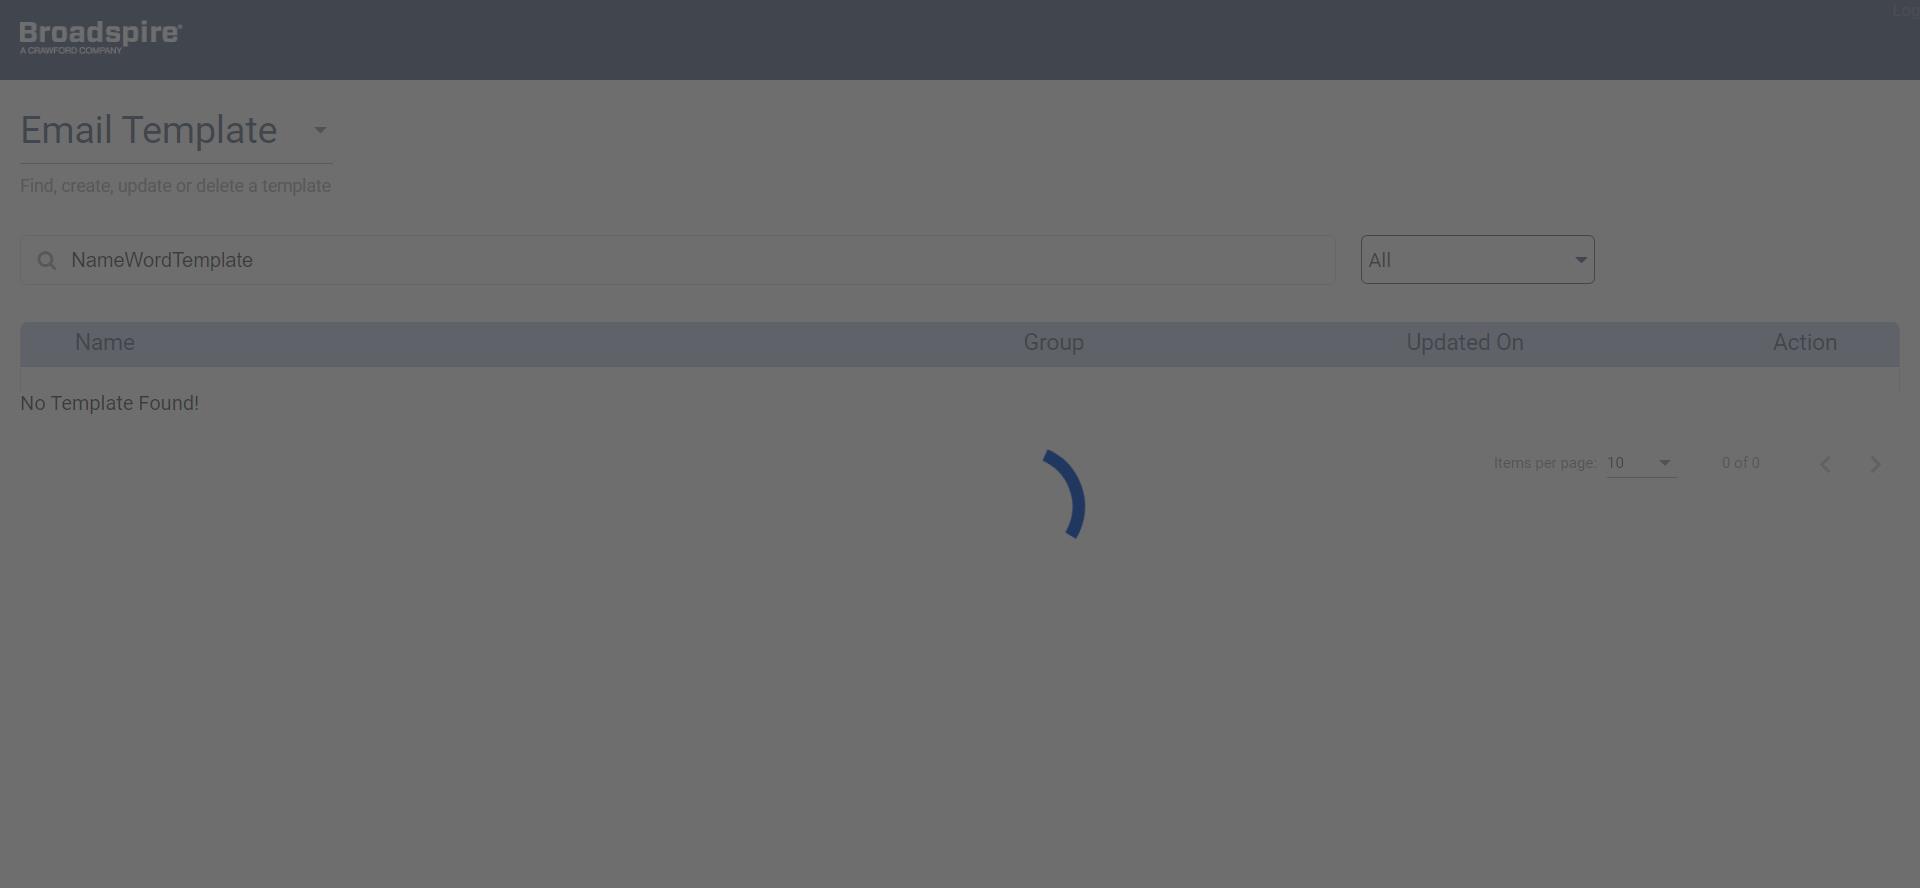 Log
Broadspire®
A CRAWFORD COMPANY
Email Template
Find, create, update or delete a template
NameWordTemplate
All
Name Group Updated On Action
No Template Found!
Items per page: 10 0 of 0